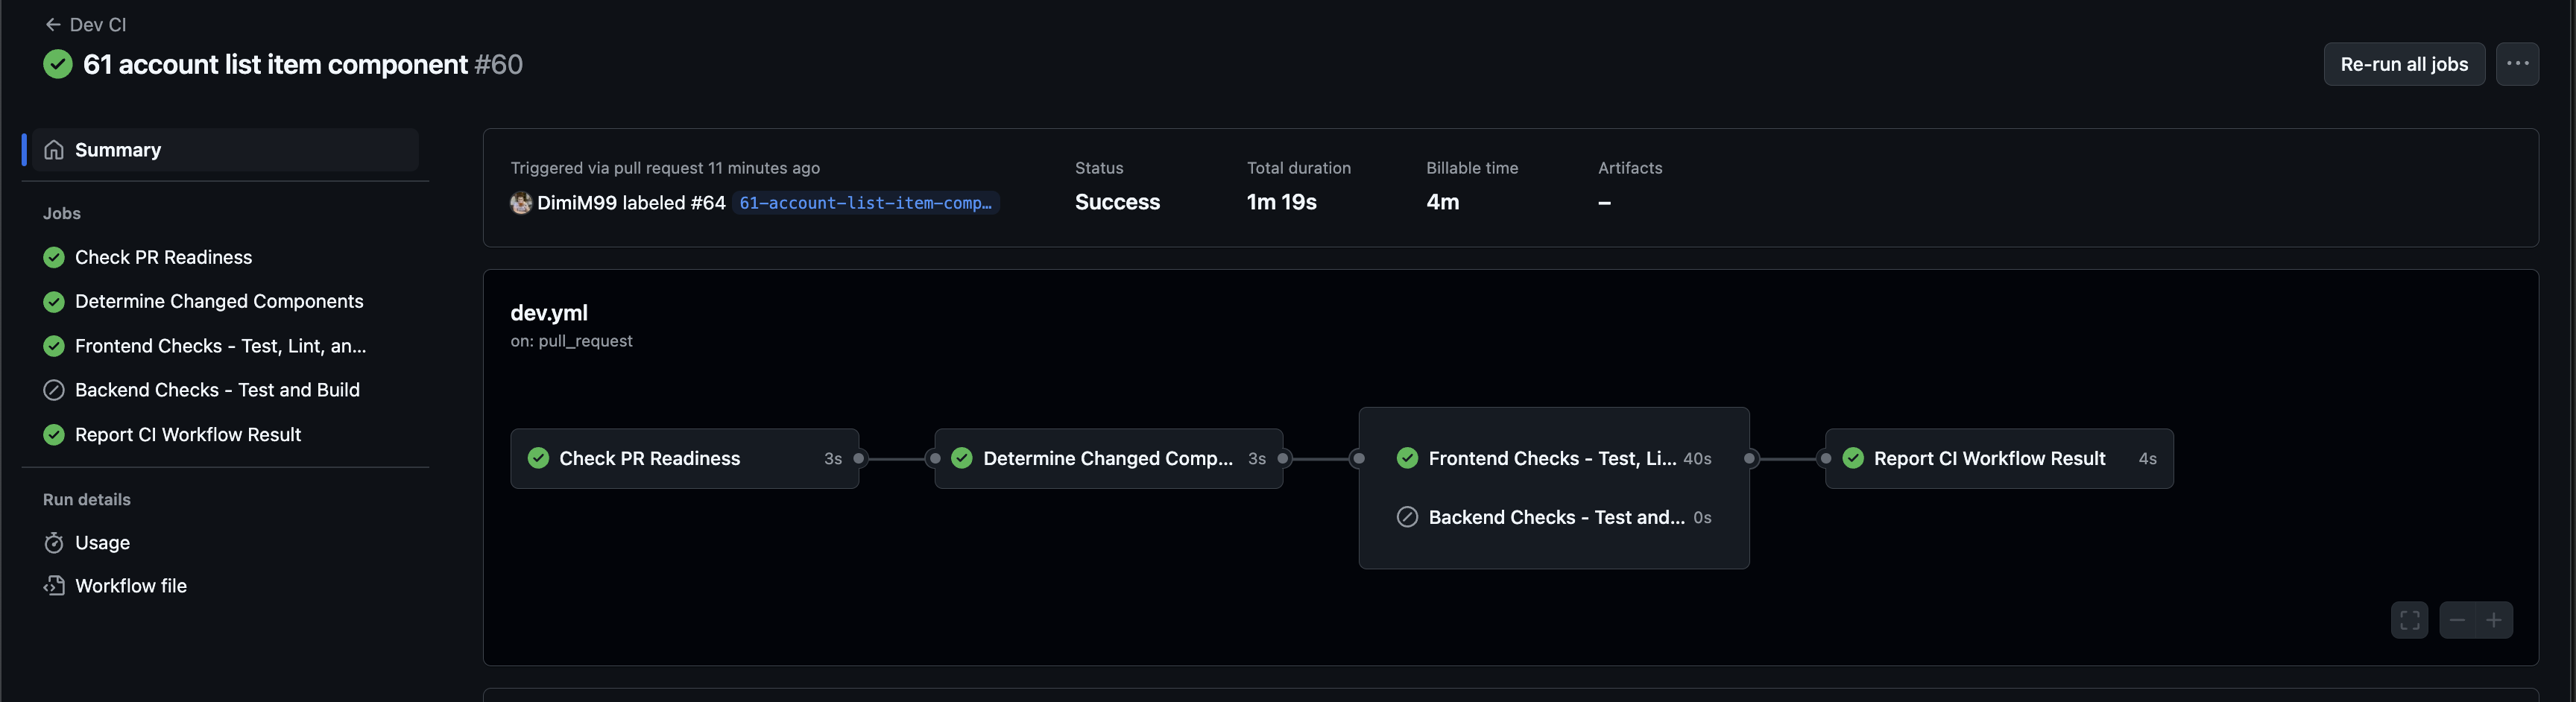 ← Dev CI
61 account list item component #60
Re-run all jobs
Summary
Jobs
Check PR Readiness
Determine Changed Components
Frontend Checks - Test, Lint, an...
Backend Checks - Test and Build
Report CI Workflow Result
Run details
Usage
Workflow file
Triggered via pull request 11 minutes ago
DimiM99 labeled #64 61-account-list-item-comp…
Status
Success
Total duration
1m 19s
Billable time
4m
Artifacts
–
dev.yml
on: pull_request
Check PR Readiness 3s
Determine Changed Comp... 3s
Frontend Checks - Test, Li... 40s
Backend Checks - Test and... 0s
Report CI Workflow Result 4s